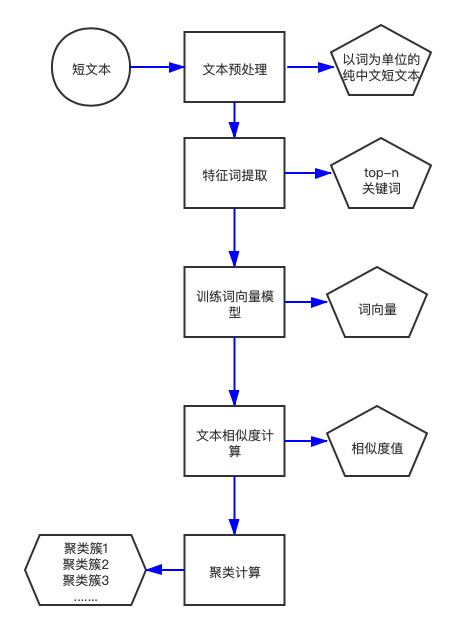 短文本
文本预处理
以词为单位的
纯中文短文本
特征词提取
top-n
关键词
训练词向量模
型
词向量
文本相似度计
算
相似度值
聚类计算
聚类簇1
聚类簇2
聚类簇3
.......